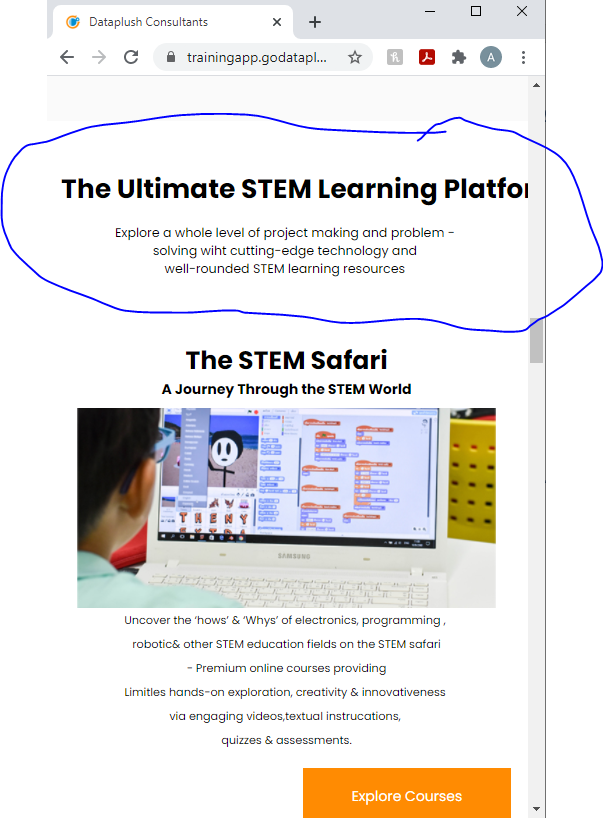 Dataplush Consultants
trainingapp.godatapl...
A
The Ultimate STEM Learning Platfor
Explore a whole level of project making and problem -
solving wiht cutting-edge technology and
well-rounded STEM learning resources
The STEM Safari
A Journey Through the STEM World
SAMSUNG
Uncover the ‘hows’ & ‘Whys’ of electronics, programming ,
robotic& other STEM education fields on the STEM safari
- Premium online courses providing
Limitles hands-on exploration, creativity & innovativeness
via engaging videos,textual instrucations,
quizzes & assessments.
Explore Courses